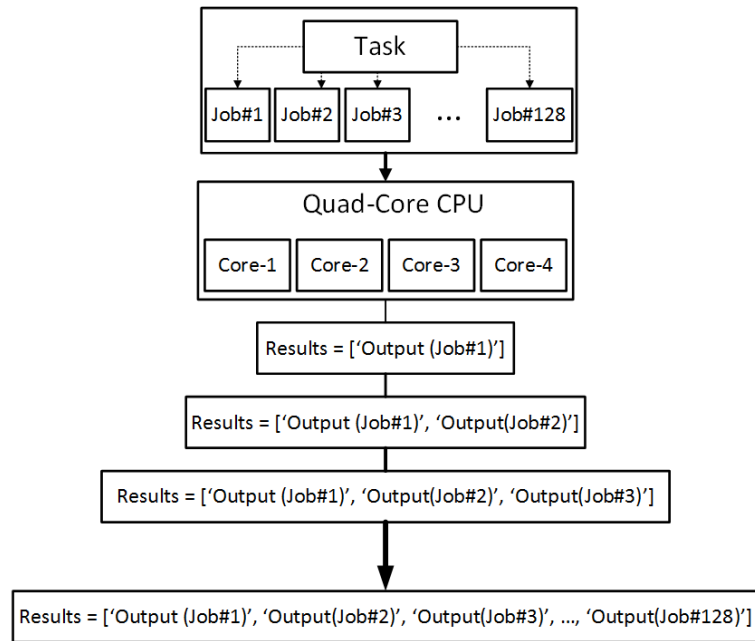 Task
Job#1 Job#2 Job#3 ... Job#128
Quad-Core CPU
Core-1 Core-2 Core-3 Core-4
Results = [‘Output (Job#1)’]
Results = [‘Output (Job#1)’, ‘Output(Job#2)’]
Results = [‘Output (Job#1)’, ‘Output(Job#2)’, ‘Output(Job#3)’]
Results = [‘Output (Job#1)’, ‘Output(Job#2)’, ‘Output(Job#3)’, ..., ‘Output(Job#128)’]